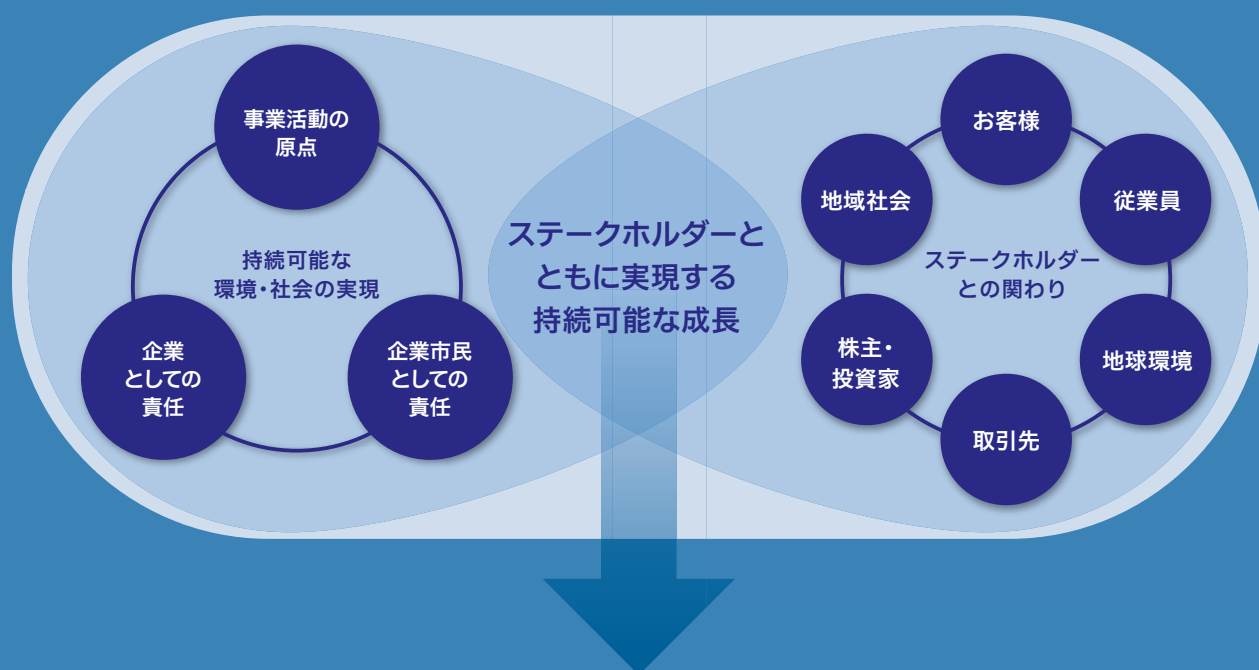 事業活動の
原点
持続可能な
環境・社会の実現
企業
としての
責任
企業市民
としての
責任
ステークホルダーと
ともに実現する
持続可能な成長
お客様
従業員
地球環境
取引先
株主・
投資家
地域社会
ステークホルダー
との関わり